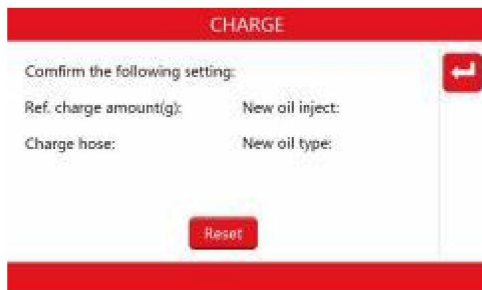 CHARGE
Comfirm the following setting:
Ref. charge amount(g): New oil inject:
Charge hose: New oil type:
Reset